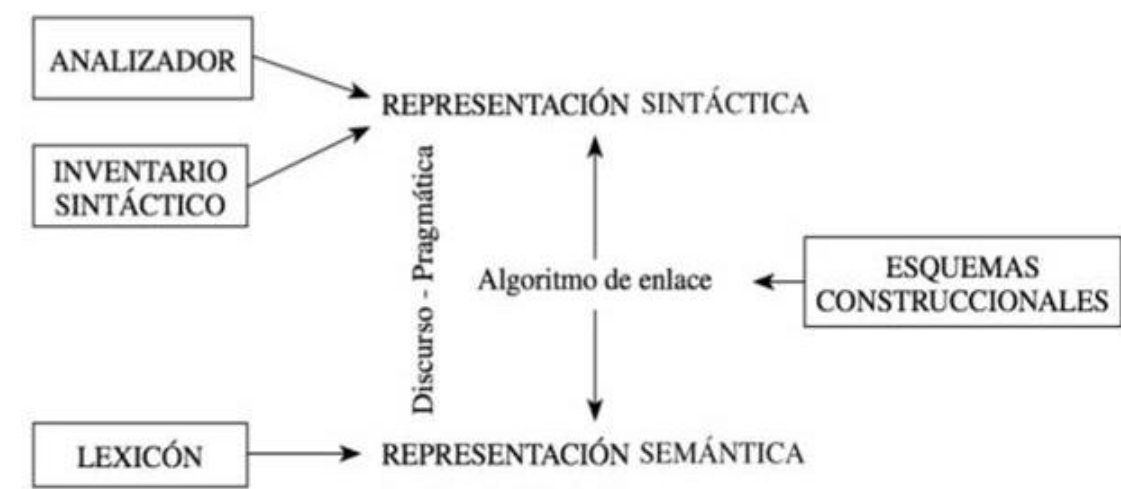 ANALIZADOR
REPRESENTACIÓN SINTÁCTICA
INVENTARIO
SINTÁCTICO
Discurso - Pragmática
Algoritmo de enlace
ESQUEMAS
CONSTRUCCIONALES
LEXICÓN
REPRESENTACIÓN SEMÁNTICA